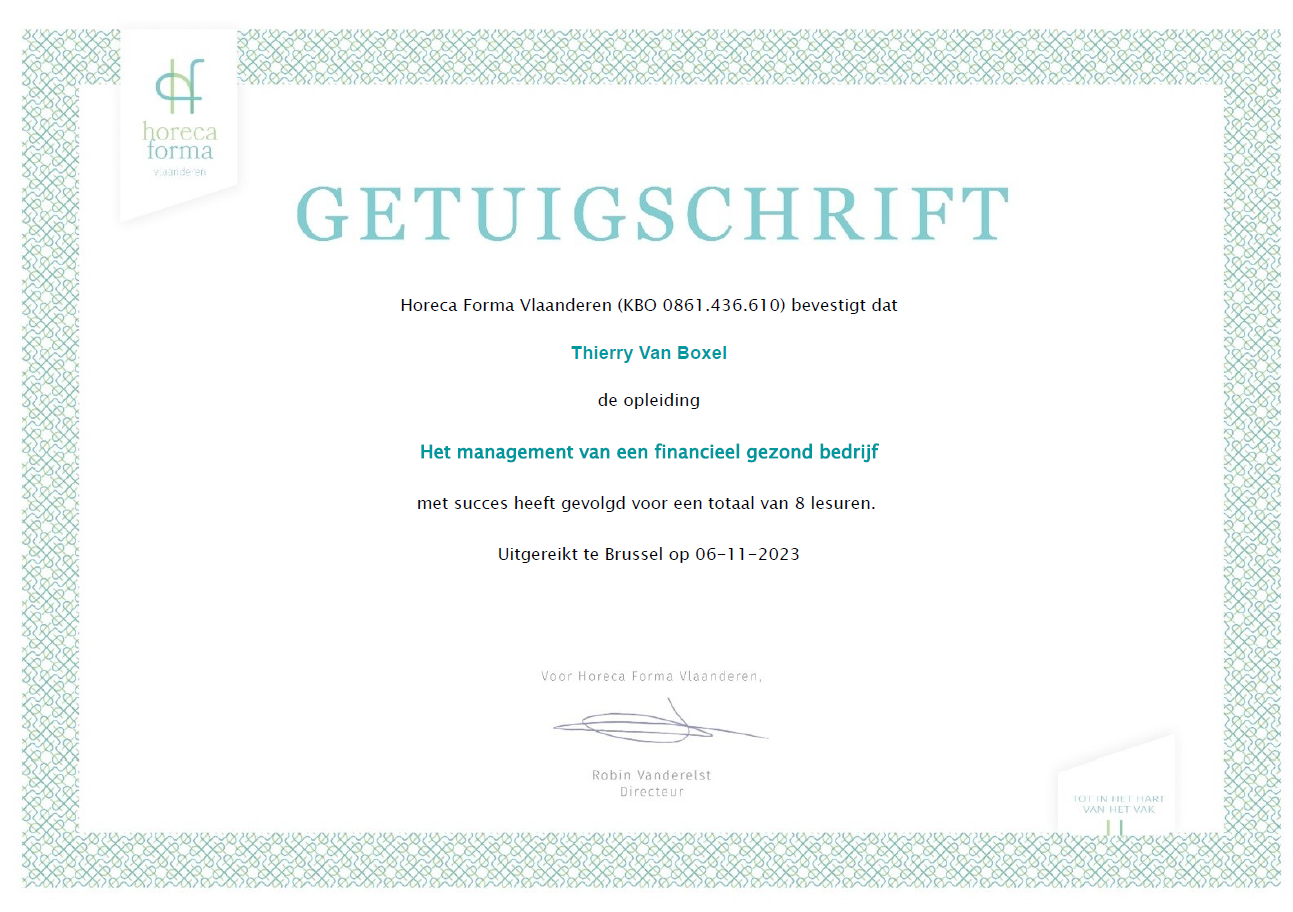 horeca
forma
vlaanderen
GETUIGSCHRIFT
Horeca Forma Vlaanderen (KBO 0861.436.610) bevestigt dat
Thierry Van Boxel
de opleiding
Het management van een financieel gezond bedrijf
met succes heeft gevolgd voor een totaal van 8 lesuren.
Uitgereikt te Brussel op 06-11-2023
Voor Horeca Forma Vlaanderen,
Robin Vanderelst
Directeur
TOT IN HET HART
VAN HET VAK